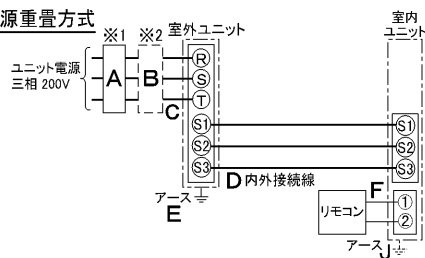 源重畳方式
※1
※2
室外ユニット
室内
ユニット
ユニット電源
三相 200V
A
B
C
R
S
T
S1
S2
S3
S1
S2
S3
D 内外接続線
アース
E
リモコン
F
1
2
アース
J